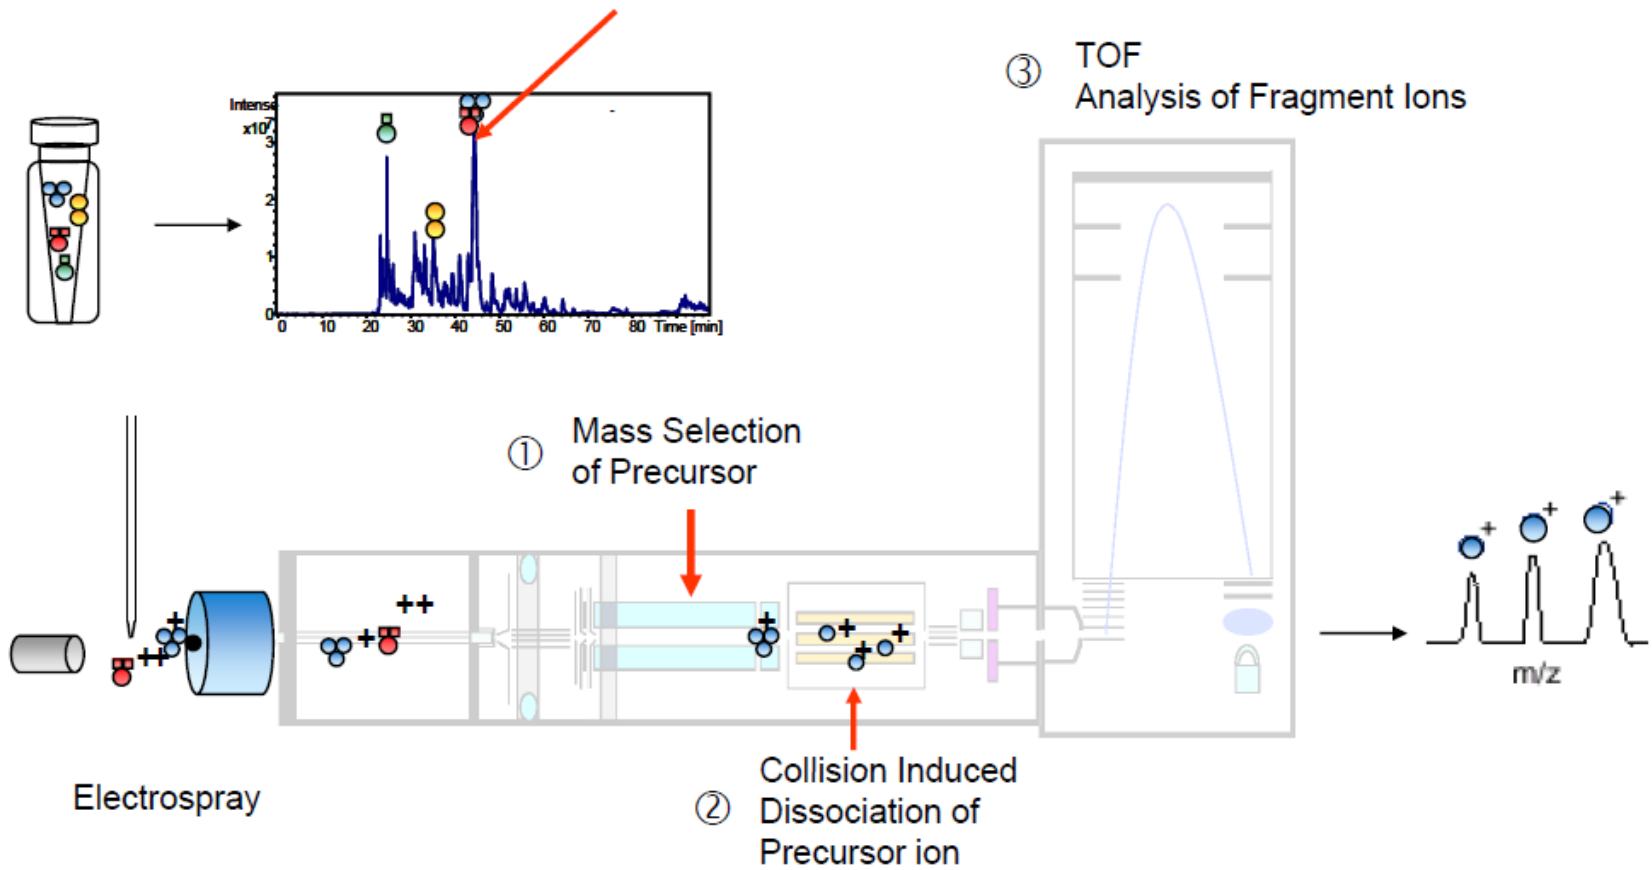 ③ TOF
Analysis of Fragment Ions
Intens
x10
3
2
1
0
0 10 20 30 40 50 60 70 80 Time [min]
① Mass Selection
of Precursor
+
++
+
++
+
+
+
+
+
+
+
+
m/z
Electrospray
② Collision Induced
Dissociation of
Precursor ion